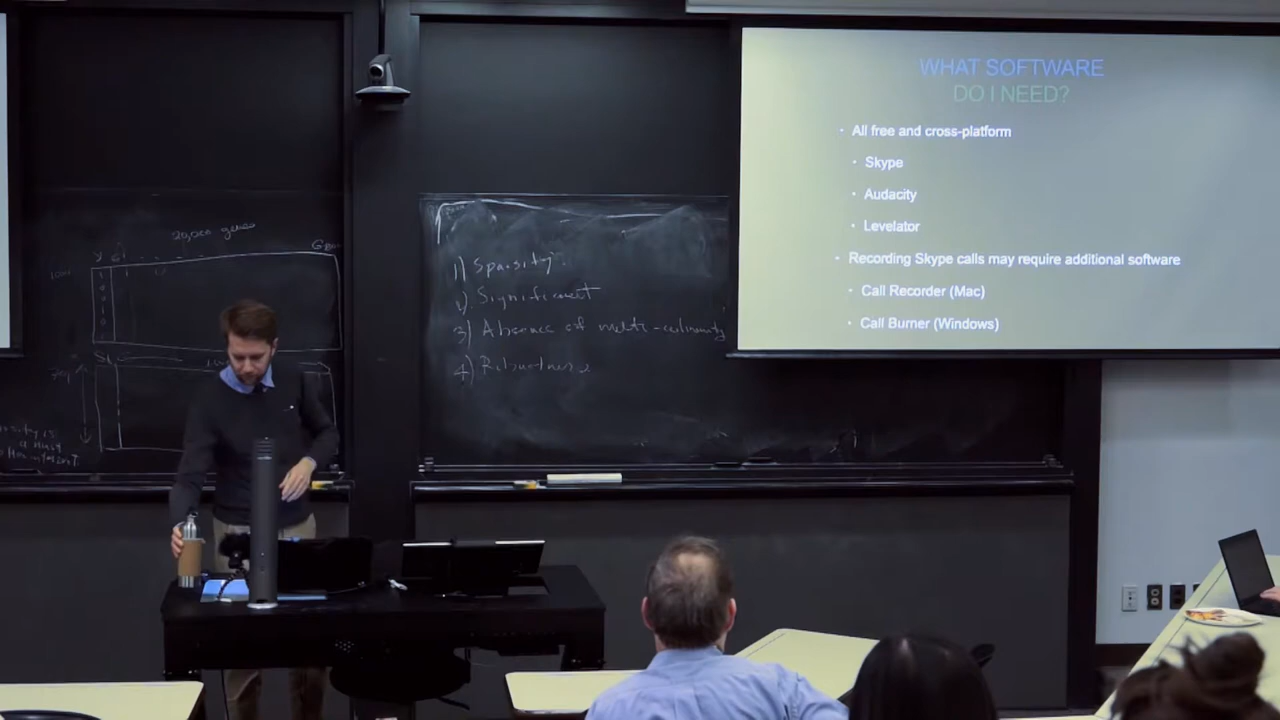 20,000 genes
1) Sparsity.
2) Significant
3) Absence of multi-colinearity
4) Robustness
WHAT SOFTWARE
DO I NEED?
· All free and cross-platform
· Skype
· Audacity
· Levelator
· Recording Skype calls may require additional software
· Call Recorder (Mac)
· Call Burner (Windows)